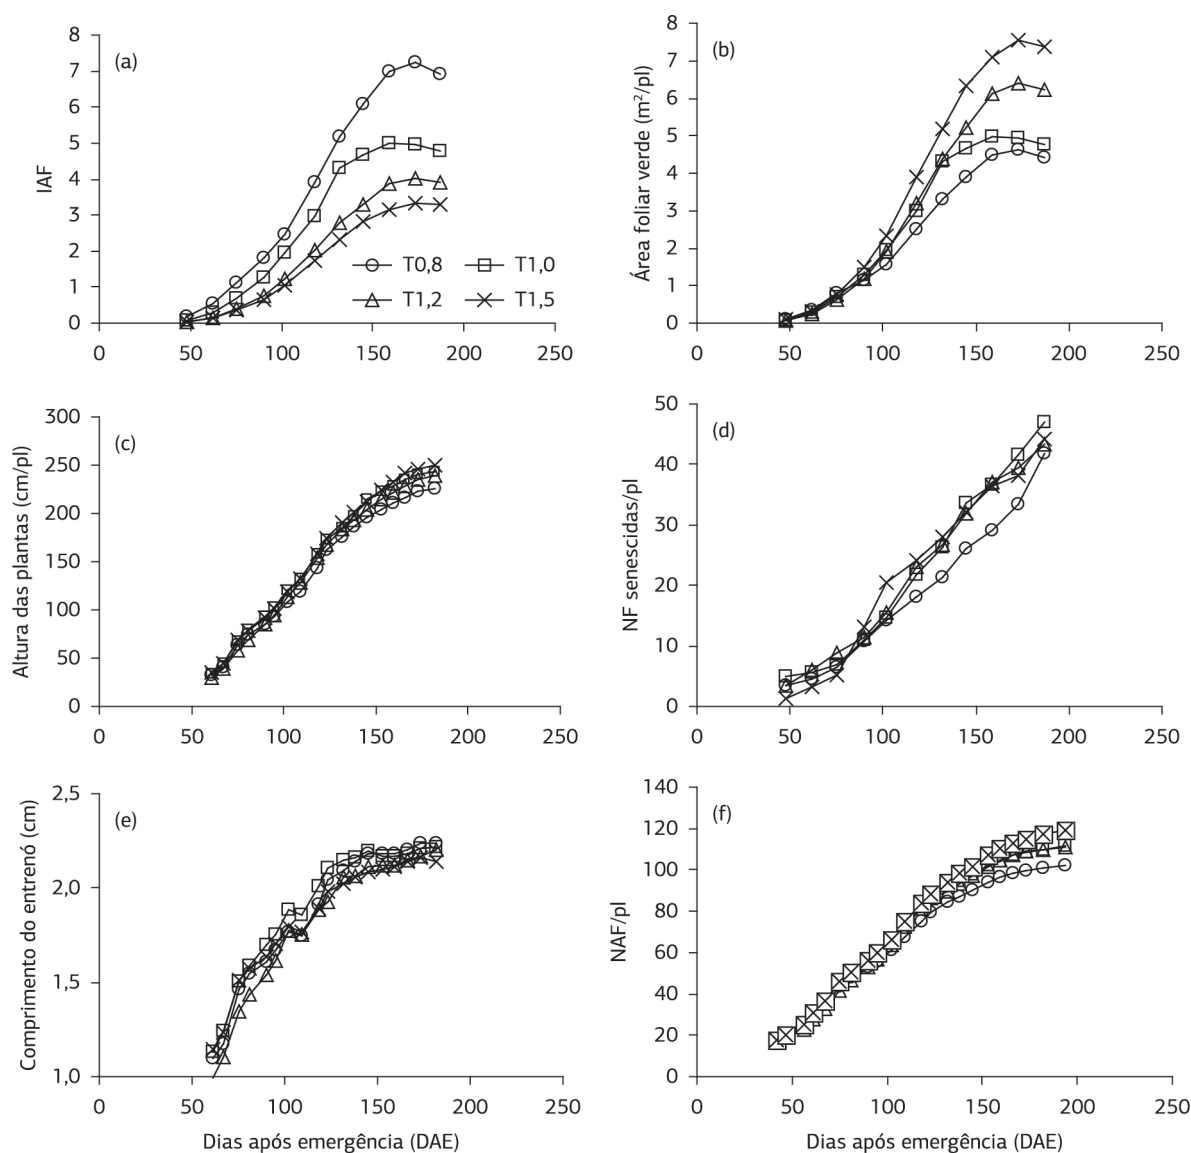 (a)
IAF
8
7
6
5
4
3
2
1
0
0 50 100 150 200 250
T0,8 T1,0
T1,2 T1,5
(b)
Área foliar verde (m²/pl)
8
7
6
5
4
3
2
1
0
0 50 100 150 200 250
(c)
Altura das plantas (cm/pl)
300
250
200
150
100
50
0
0 50 100 150 200 250
(d)
NF senescidas/pl
50
40
30
20
10
0
0 50 100 150 200 250
(e)
Comprimento do entrenó (cm)
2,5
2,0
1,5
1,0
0 50 100 150 200 250
Dias após emergência (DAE)
(f)
NAF/pl
140
120
100
80
60
40
20
0
0 50 100 150 200 250
Dias após emergência (DAE)